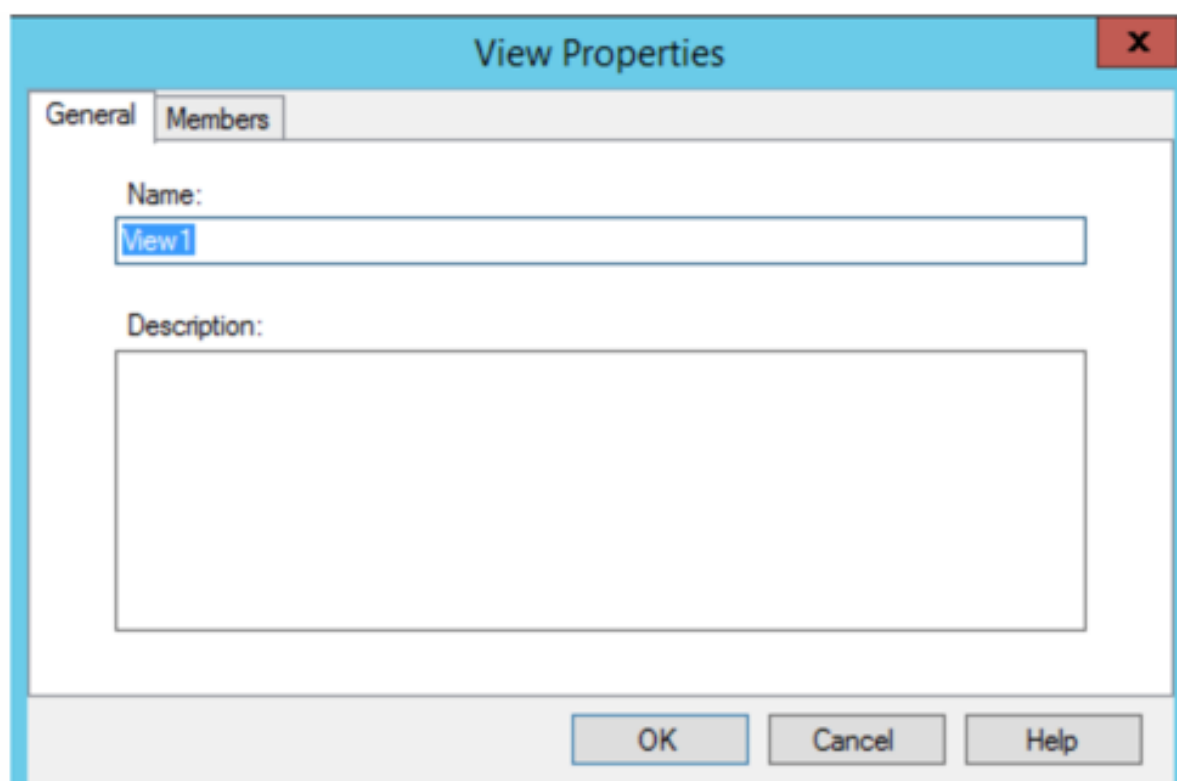 View Properties
x
General Members
Name:
View1
Description:
OK Cancel Help